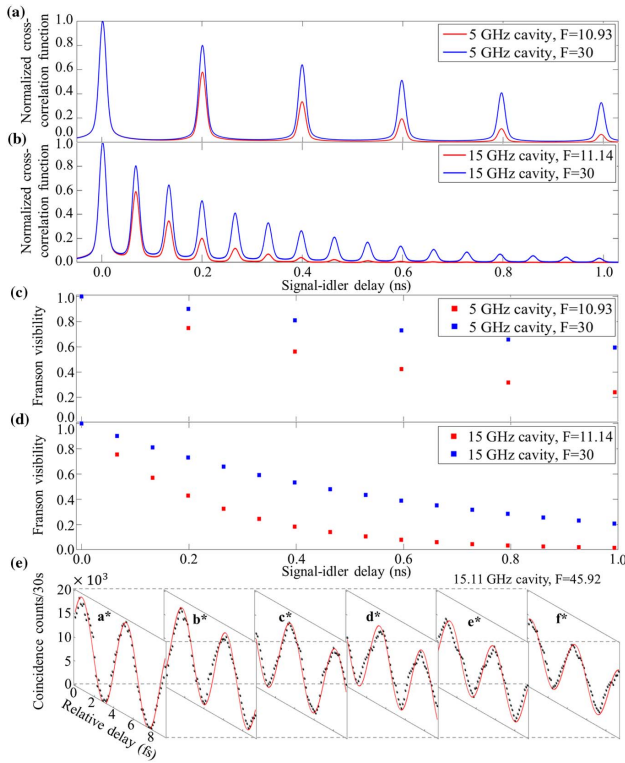 (a)
Normalized cross-
correlation function
1.0
0.8
0.6
0.4
0.2
0.0
5 GHz cavity, F=10.93
5 GHz cavity, F=30
(b)
Normalized cross-
correlation function
1.0
0.8
0.6
0.4
0.2
0.0
15 GHz cavity, F=11.14
15 GHz cavity, F=30
0.0 0.2 0.4 0.6 0.8 1.0
Signal-idler delay (ns)
(c)
Franson visibility
1.0
0.8
0.6
0.4
0.2
0.0
5 GHz cavity, F=10.93
5 GHz cavity, F=30
(d)
Franson visibility
1.0
0.8
0.6
0.4
0.2
0.0
15 GHz cavity, F=11.14
15 GHz cavity, F=30
0.0 0.2 0.4 0.6 0.8 1.0
Signal-idler delay (ns)
(e)
15.11 GHz cavity, F=45.92
Coincidence counts/30s
20 × 10³
15
10
5
0
a* b* c* d* e* f*
0 2 4 6 8
Relative delay (fs)